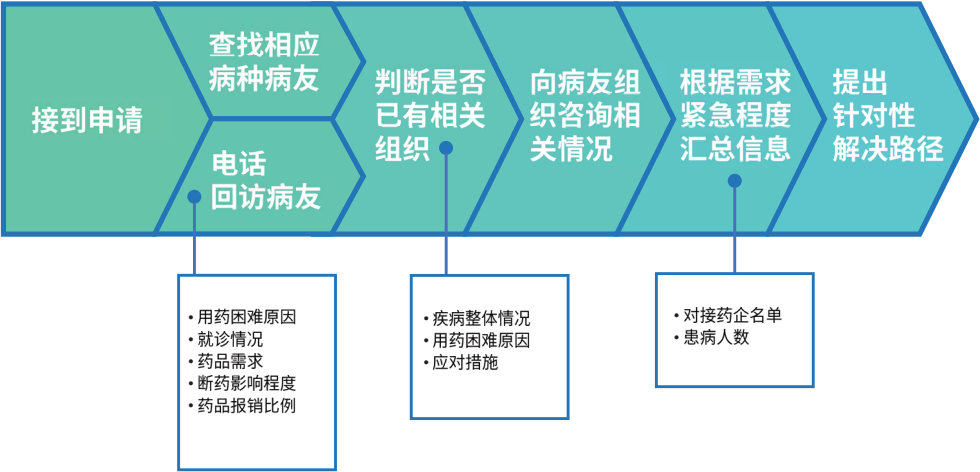 接到申请
查找相应
病种病友
电话
回访病友
判断是否
已有相关
组织
向病友组
织咨询相
关情况
根据需求
紧急程度
汇总信息
提出
针对性
解决路径
• 用药困难原因
• 就诊情况
• 药品需求
• 断药影响程度
• 药品报销比例
• 疾病整体情况
• 用药困难原因
• 应对措施
• 对接药企名单
• 患病人数